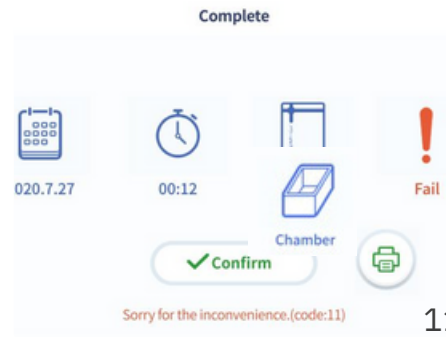 Complete
020.7.27
00:12
Fail
Chamber
Confirm
Sorry for the inconvenience.(code:11)